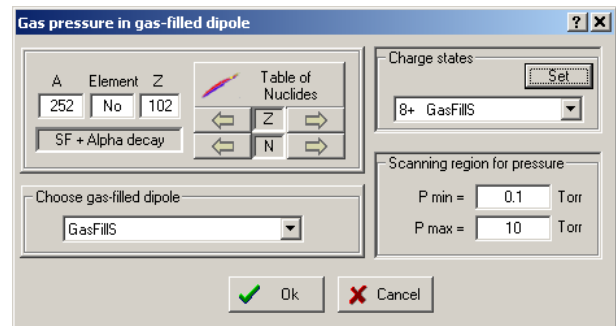 Gas pressure in gas-filled dipole
A Element Z
252 No 102
SF + Alpha decay
Table of
Nuclides
Z
N
Charge states
Set
8+ GasFillS
Choose gas-filled dipole
GasFillS
Scanning region for pressure
P min = 0.1 Torr
P max = 10 Torr
Ok
Cancel